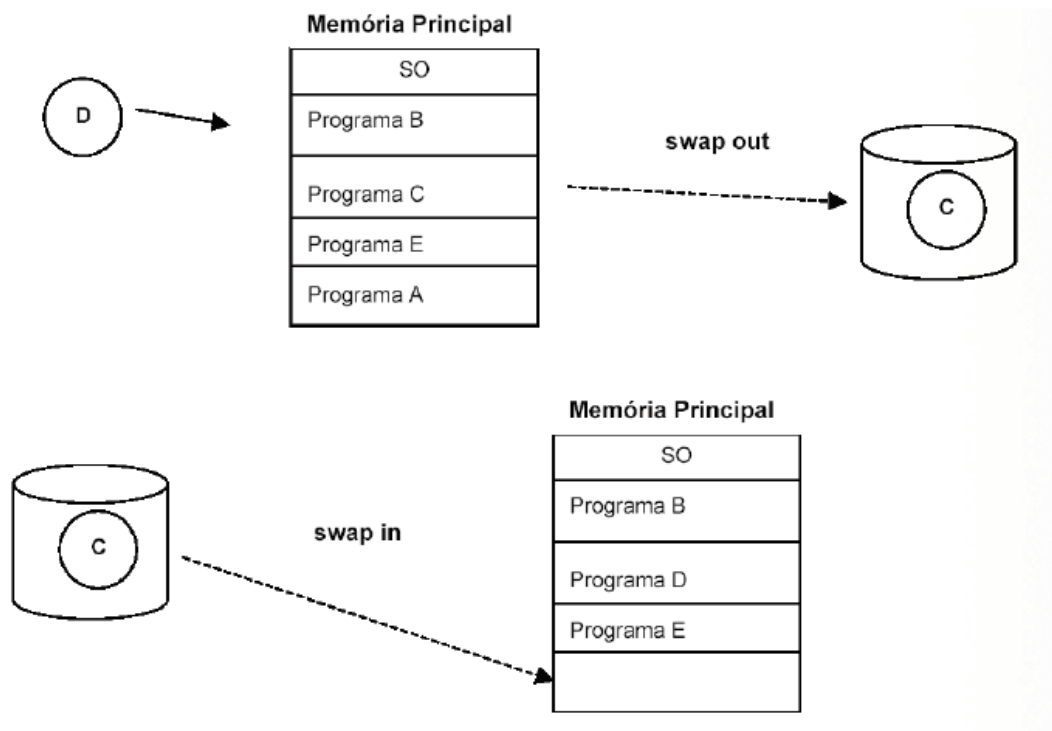 Memória Principal
SO
D
Programa B
swap out
Programa C
C
Programa E
Programa A
Memória Principal
SO
Programa B
swap in
C
Programa D
Programa E